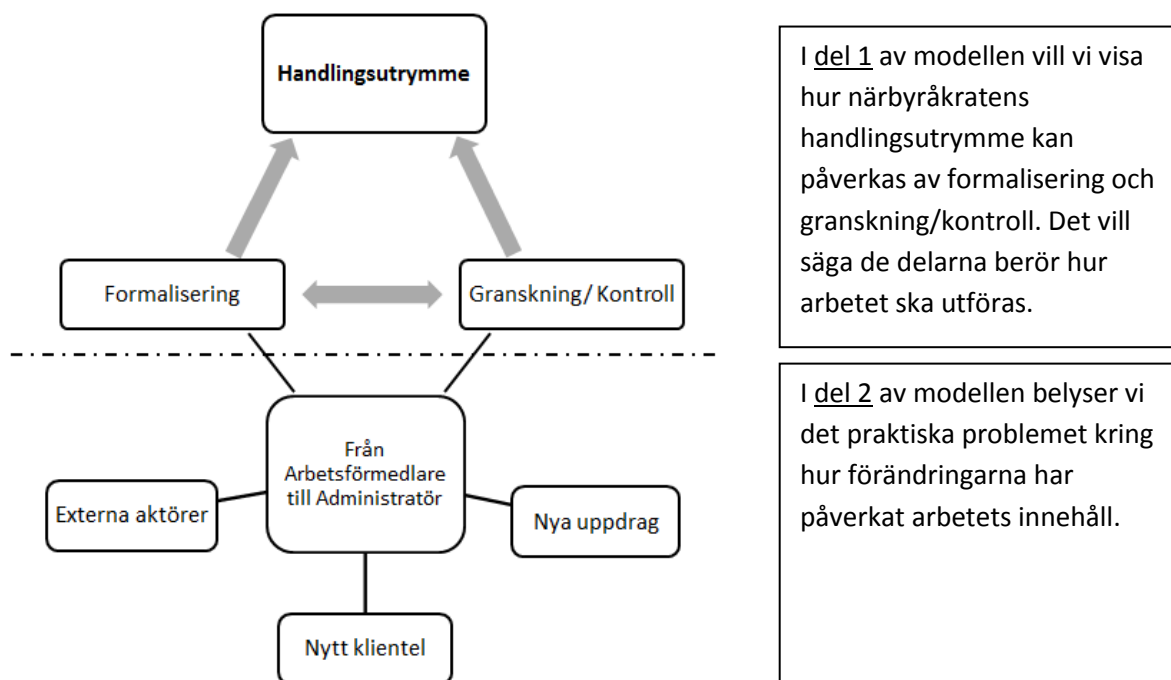 Handlingsutrymme
Formalisering
Granskning/ Kontroll
Från
Arbetsförmedlare
till Administratör
Externa aktörer
Nya uppdrag
Nytt klientel
I del 1 av modellen vill vi visa
hur närbyråkratens
handlingsutrymme kan
påverkas av formalisering och
granskning/kontroll. Det vill
säga de delarna berör hur
arbetet ska utföras.
I del 2 av modellen belyser vi
det praktiska problemet kring
hur förändringarna har
påverkat arbetets innehåll.